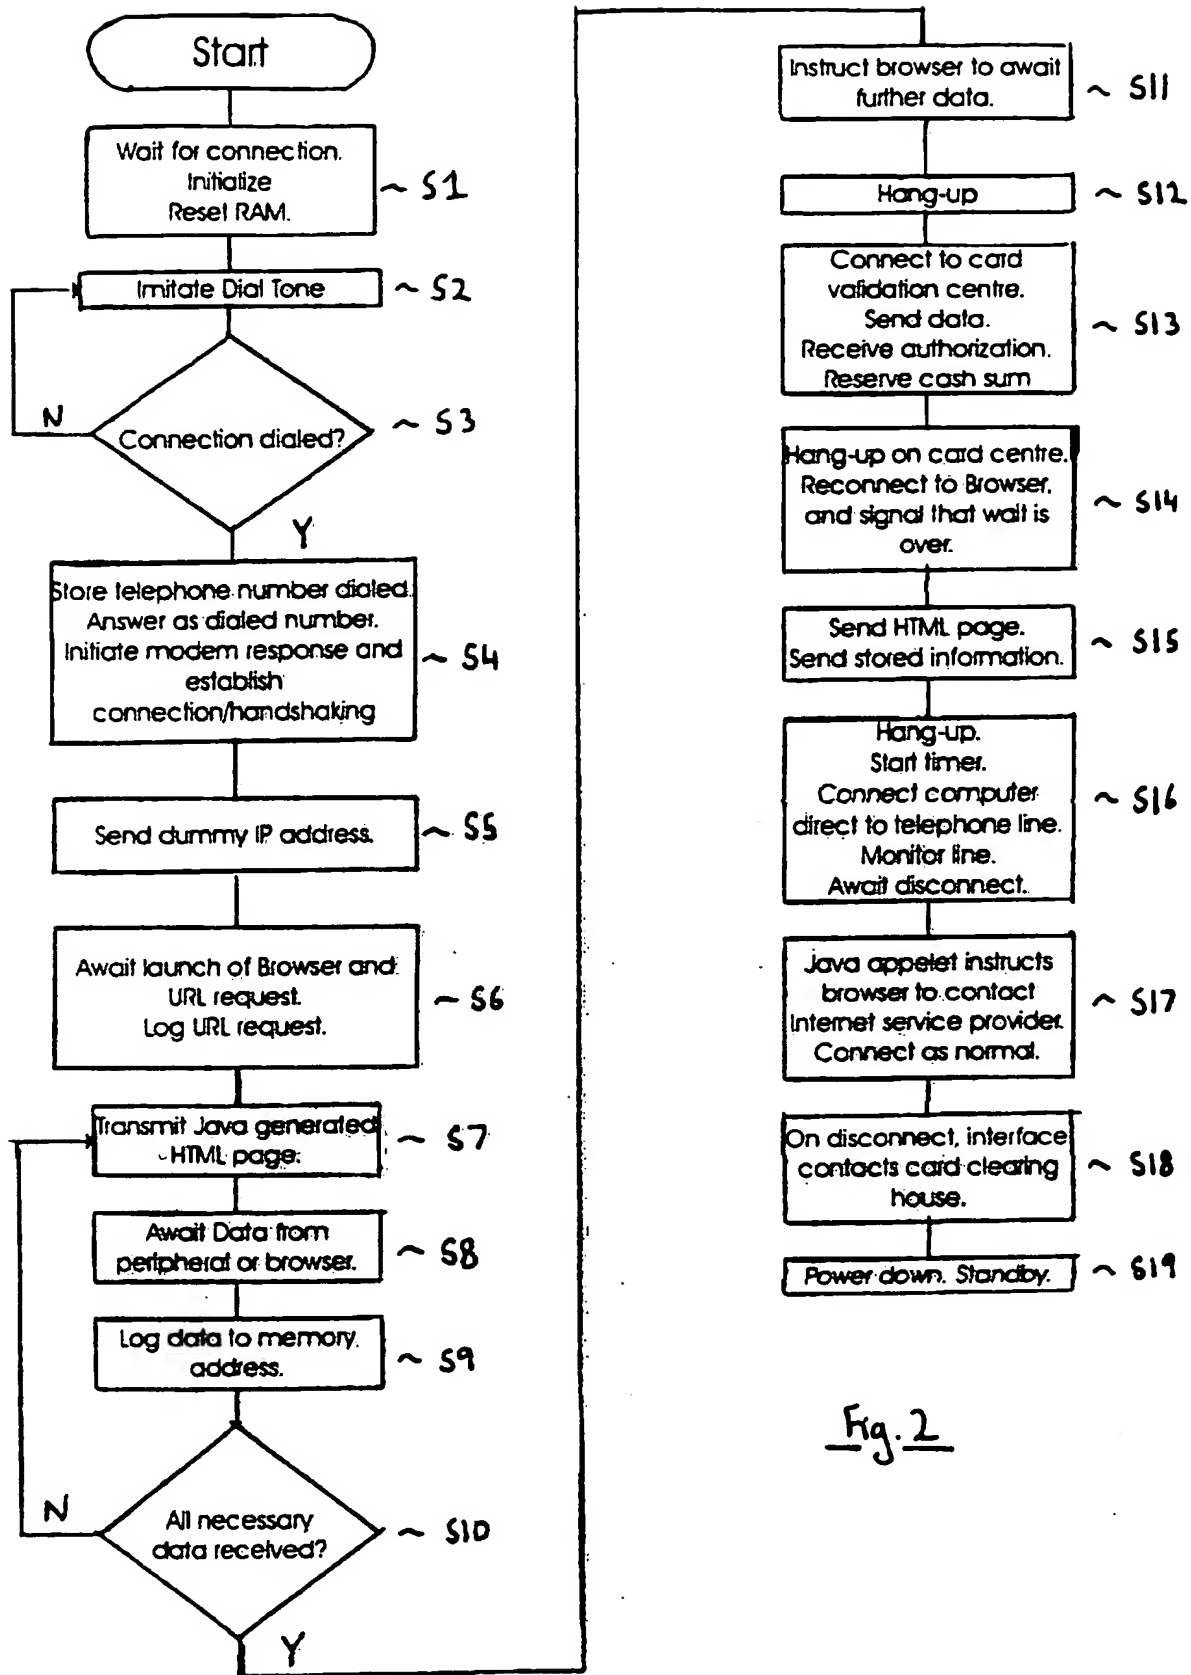 Start
Wait for connection.
Initialize
Reset RAM.
~ S1
Imitate Dial Tone
~ S2
N
Connection dialed?
~ S3
Y
Store telephone number dialed.
Answer as dialed number.
Initiate modem response and
establish
connection/handshaking
~ S4
Send dummy IP address.
~ S5
Await launch of Browser and
URL request.
Log URL request.
~ S6
Transmit Java generated
HTML page.
~ S7
Await Data from
peripheral or browser.
~ S8
Log data to memory
address.
~ S9
N
All necessary
data received?
~ S10
Y
Instruct browser to await
further data.
~ S11
Hang-up
~ S12
Connect to card
validation centre.
Send data.
Receive authorization.
Reserve cash sum
~ S13
Hang-up on card centre.
Reconnect to Browser,
and signal that wait is
over.
~ S14
Send HTML page.
Send stored information.
~ S15
Hang-up.
Start timer.
Connect computer
direct to telephone line.
Monitor line.
Await disconnect.
~ S16
Java appelet instructs
browser to contact
Internet service provider.
Connect as normal.
~ S17
On disconnect, interface
contacts card clearing
house.
~ S18
Power down. Standby.
~ S19
Fig. 2